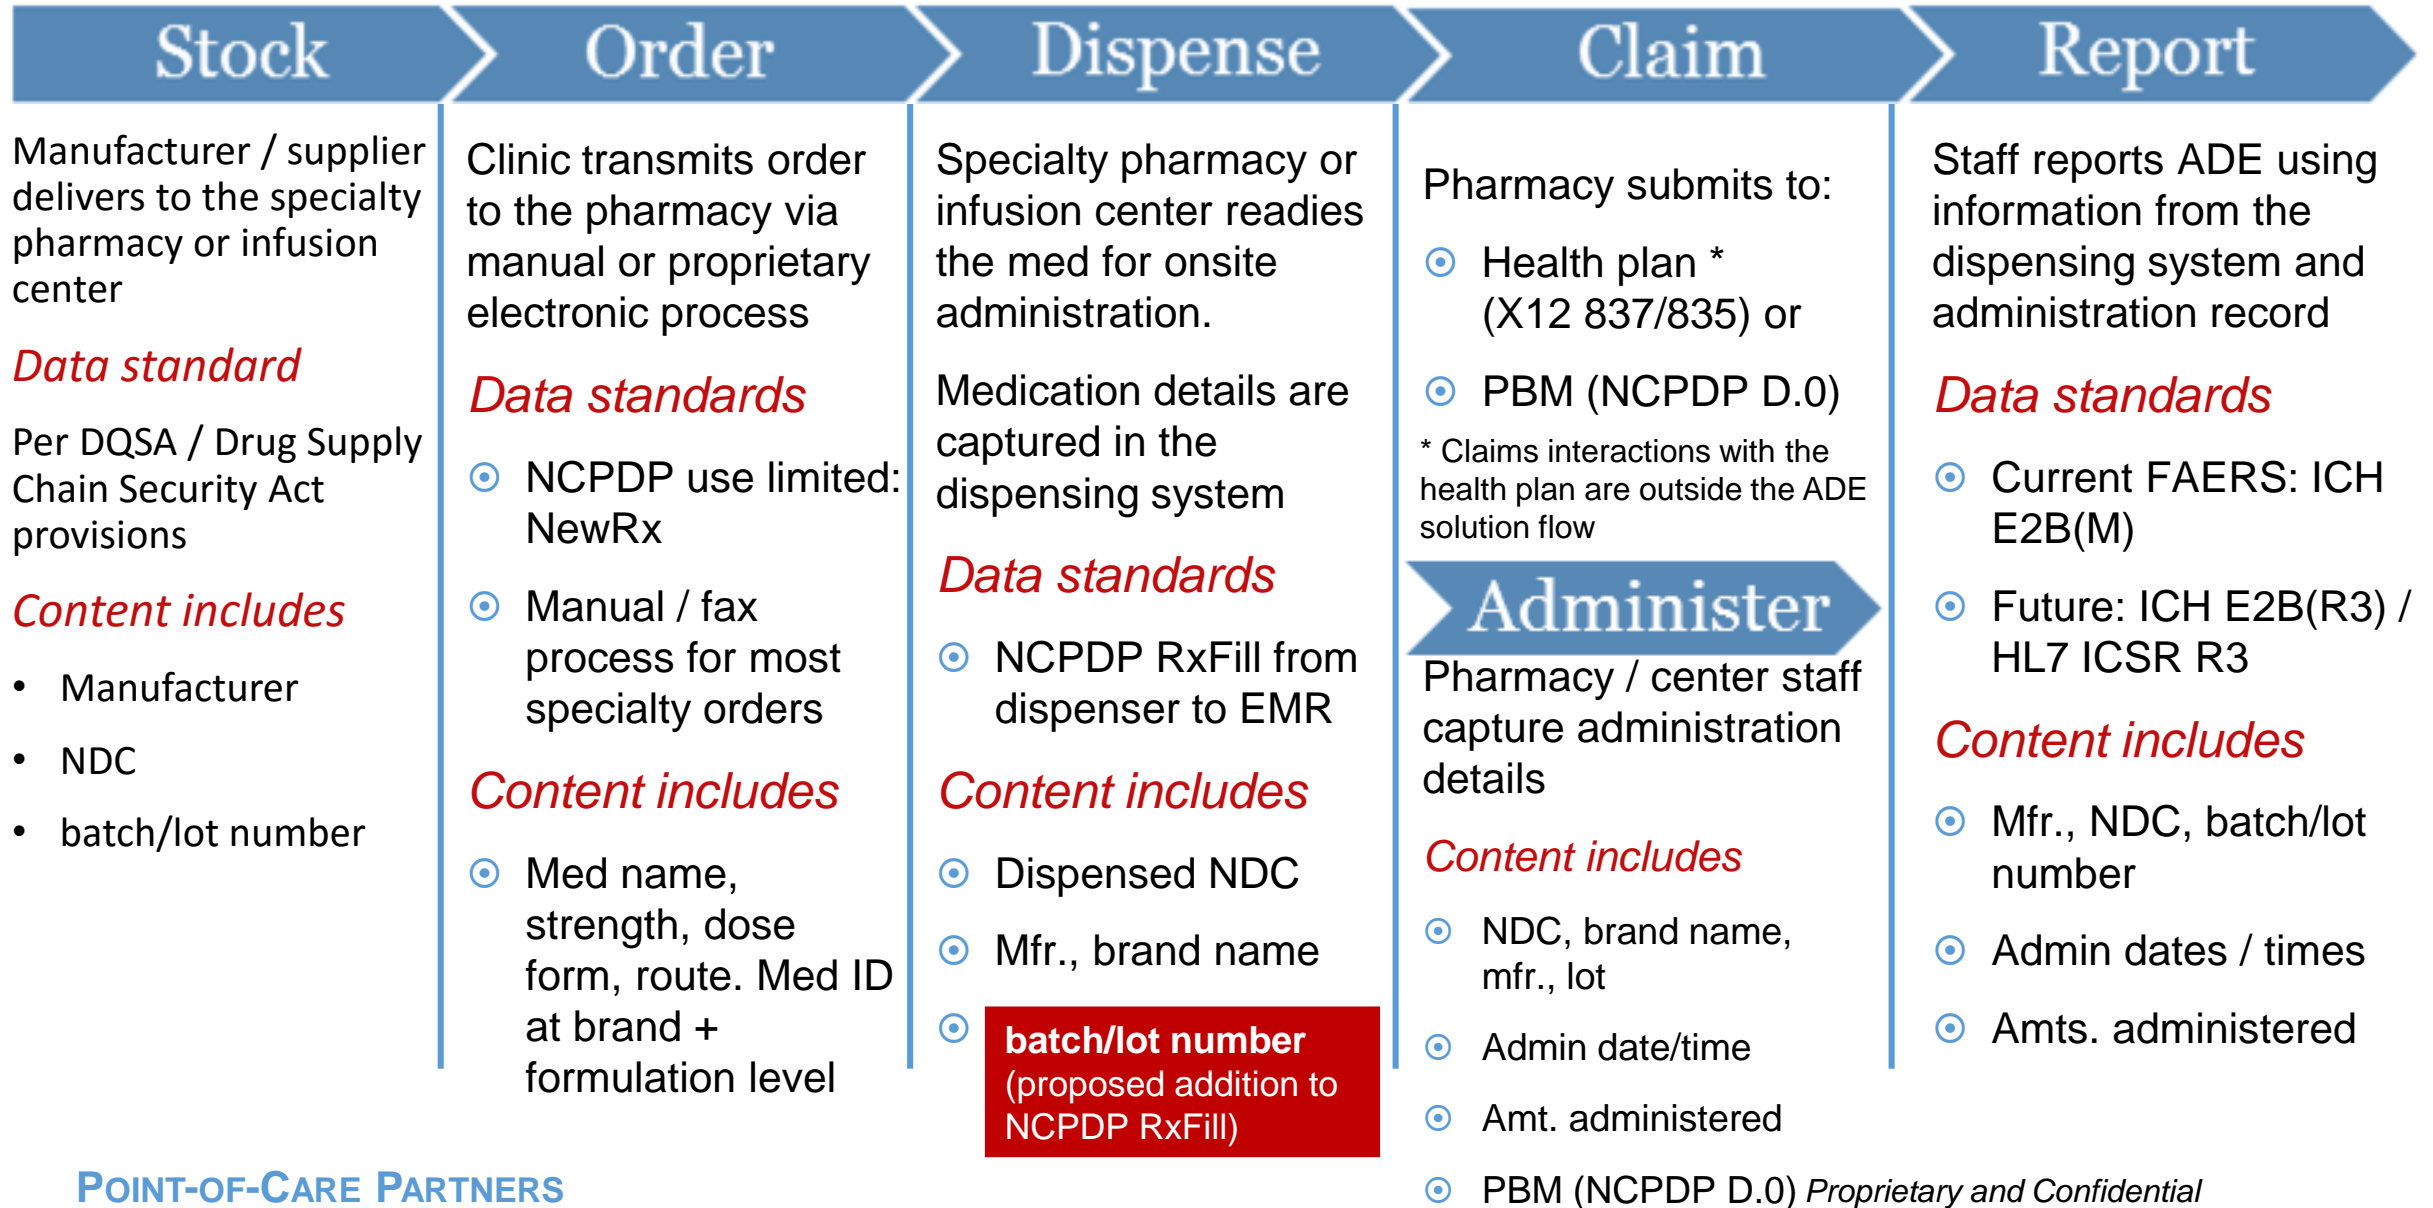 Stock
Order
Dispense
Claim
Report
Manufacturer / supplier
delivers to the specialty
pharmacy or infusion
center
Data standard
Per DQSA / Drug Supply
Chain Security Act
provisions
Content includes
• Manufacturer
• NDC
• batch/lot number
Clinic transmits order
to the pharmacy via
manual or proprietary
electronic process
Data standards
NCPDP use limited:
NewRx
Manual / fax
process for most
specialty orders
Content includes
Med name,
strength, dose
form, route. Med ID
at brand +
formulation level
Specialty pharmacy or
infusion center readies
the med for onsite
administration.
Medication details are
captured in the
dispensing system
Data standards
NCPDP RxFill from
dispenser to EMR
Content includes
Dispensed NDC
Mfr., brand name
batch/lot number
(proposed addition to
NCPDP RxFill)
Pharmacy submits to:
Health plan *
(X12 837/835) or
PBM (NCPDP D.0)
* Claims interactions with the
health plan are outside the ADE
solution flow
Administer
Pharmacy / center staff
capture administration
details
Content includes
NDC, brand name,
mfr., lot
Admin date/time
Amt. administered
PBM (NCPDP D.0)
Staff reports ADE using
information from the
dispensing system and
administration record
Data standards
Current FAERS: ICH
E2B(M)
Future: ICH E2B(R3) /
HL7 ICSR R3
Content includes
Mfr., NDC, batch/lot
number
Admin dates / times
Amts. administered
POINT-OF-CARE PARTNERS
Proprietary and Confidential